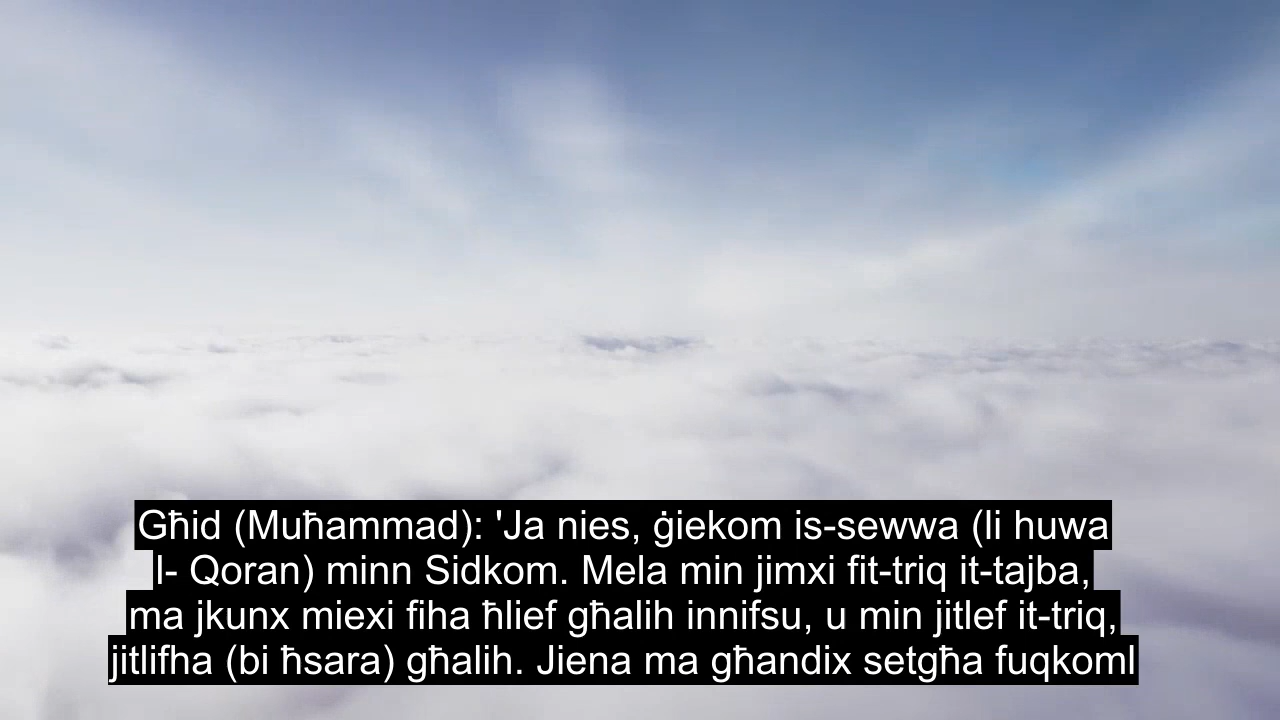 Għid (Muħammad): 'Ja nies, ġiekom is-sewwa (li huwa
l- Qoran) minn Sidkom. Mela min jimxi fit-triq it-tajba,
ma jkunx miexi fiha ħlief għalih innifsu, u min jitlef it-triq,
jitlifha (bi ħsara) għalih. Jiena ma għandix setgħa fuqkoml